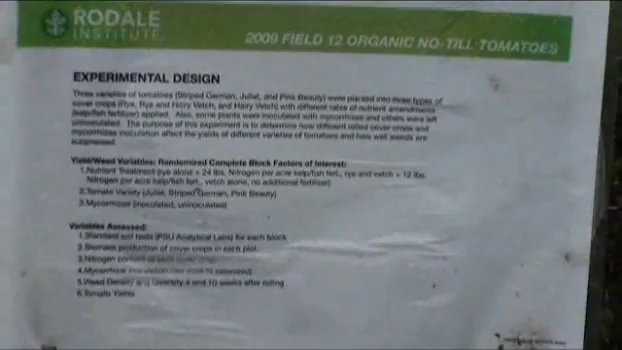 RODALE
INSTITUTE
2009 FIELD 12 ORGANIC NO-TILL TOMATOES
EXPERIMENTAL DESIGN
Three varieties of tomatoes (Striped German, Juliet, and Pink Beauty) were planted into three types of
cover crops (Rye, Rye and Hairy Vetch, and Hairy Vetch) with different rates of nutrient amendments
(kelp/fish fertilizer) applied. Also, some plants were inoculated with mycorrhizae and others were left
uninoculated. The purpose of this experiment is to determine how different rolled cover crops and
mycorrhizae inoculation affect the yields of different varieties of tomatoes and how well weeds are
suppressed.
Yield/Weed Variables: Randomized Complete Block Factors of Interest:
1.Nutrient Treatment rye alone + 24 lbs. Nitrogen per acre kelp/fish fert., rye and vetch + 12 lbs.
Nitrogen per acre kelp/fish fert., vetch alone, no additional fertilizer)
2.Tomato Variety (Juliet, Striped German, Pink Beauty)
3.Mycorrhizae (inoculated, uninoculated)
Variables Assessed:
1.Standard soil tests (PSU Analytical Labs) for each block
2.Biomass production of cover crops in each plot
3.Nitrogen
4.Mycorrhizal
5.Weed Density and Diversity 4 and 10 weeks after rolling
6.Tomato Yields